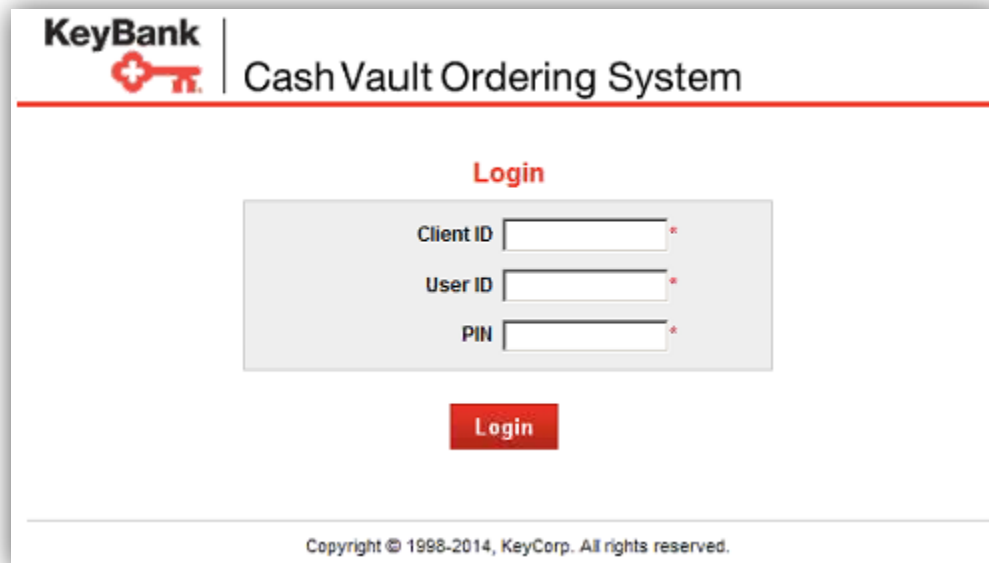 KeyBank
Cash Vault Ordering System
Login
Client ID *
User ID *
PIN *
Login
Copyright © 1998-2014, KeyCorp. All rights reserved.